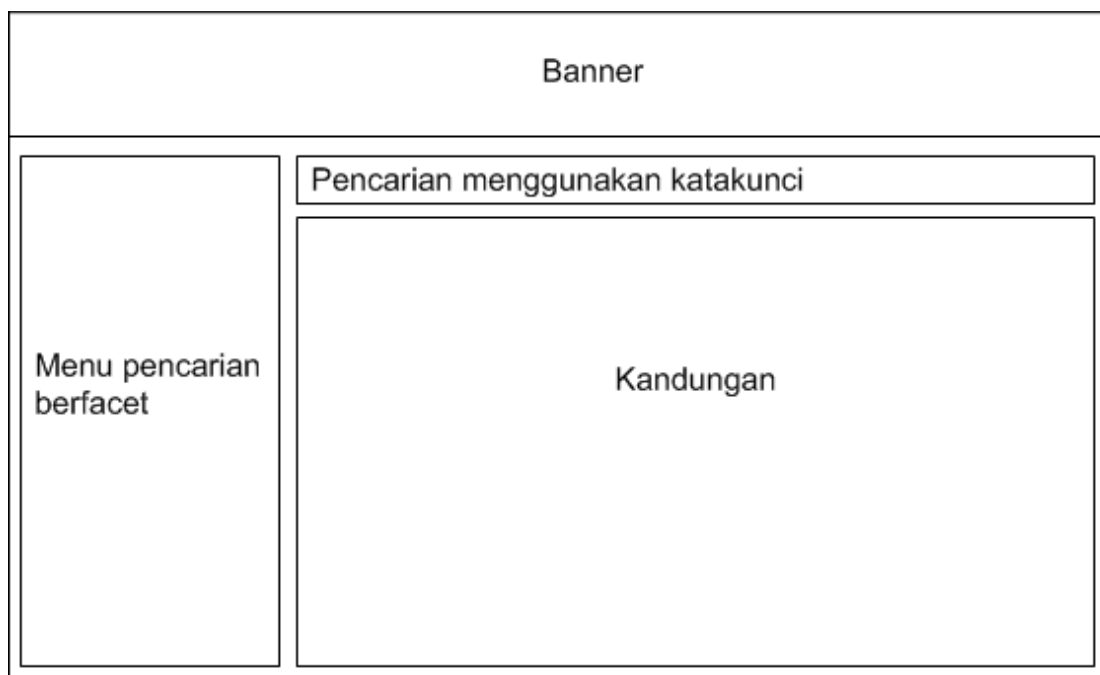 Banner
Pencarian menggunakan katakunci
Menu pencarian
berfacet
Kandungan